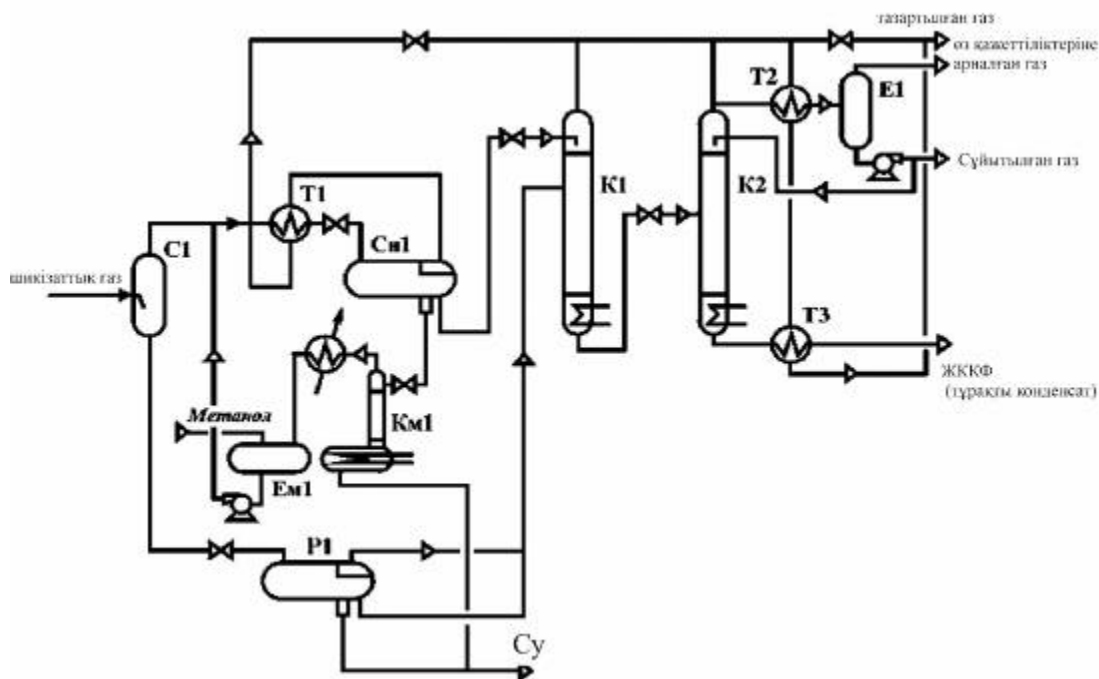 тазартылған газ
өз қажеттіліктеріне
арналған газ
Т2
Е1
Сұйытылған газ
К1
К2
Т1
С1
Сн1
шикізаттық газ
Т3
ЖККФ
(тұрақты конденсат)
Метанол
Км1
Ем1
Р1
Су